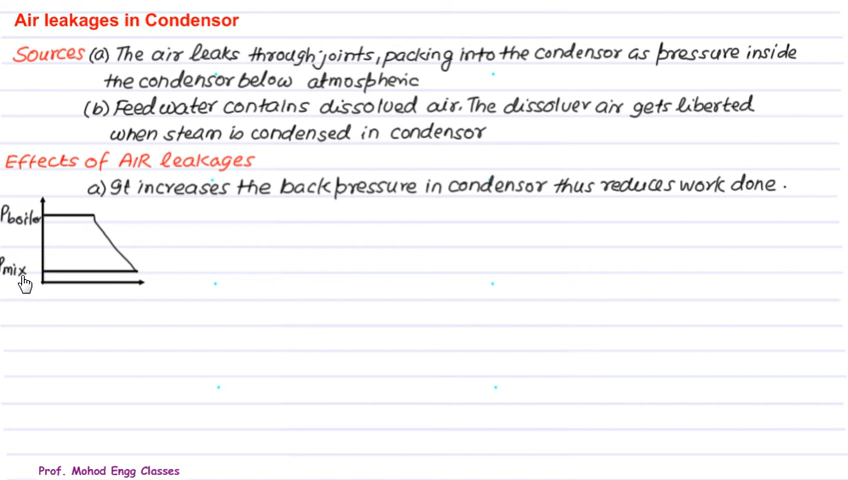 Air leakages in Condensor
Sources (a) The air leaks through joints, packing into the condensor as pressure inside
the condensor below atmospheric
(b) Feed water contains dissolved air. The dissolver air gets liberted
when steam is condensed in condensor
Effects of AIR leakages
a) It increases the back pressure in condensor thus reduces work done.
Pboiler
Pmix
Prof. Mohod Engg Classes